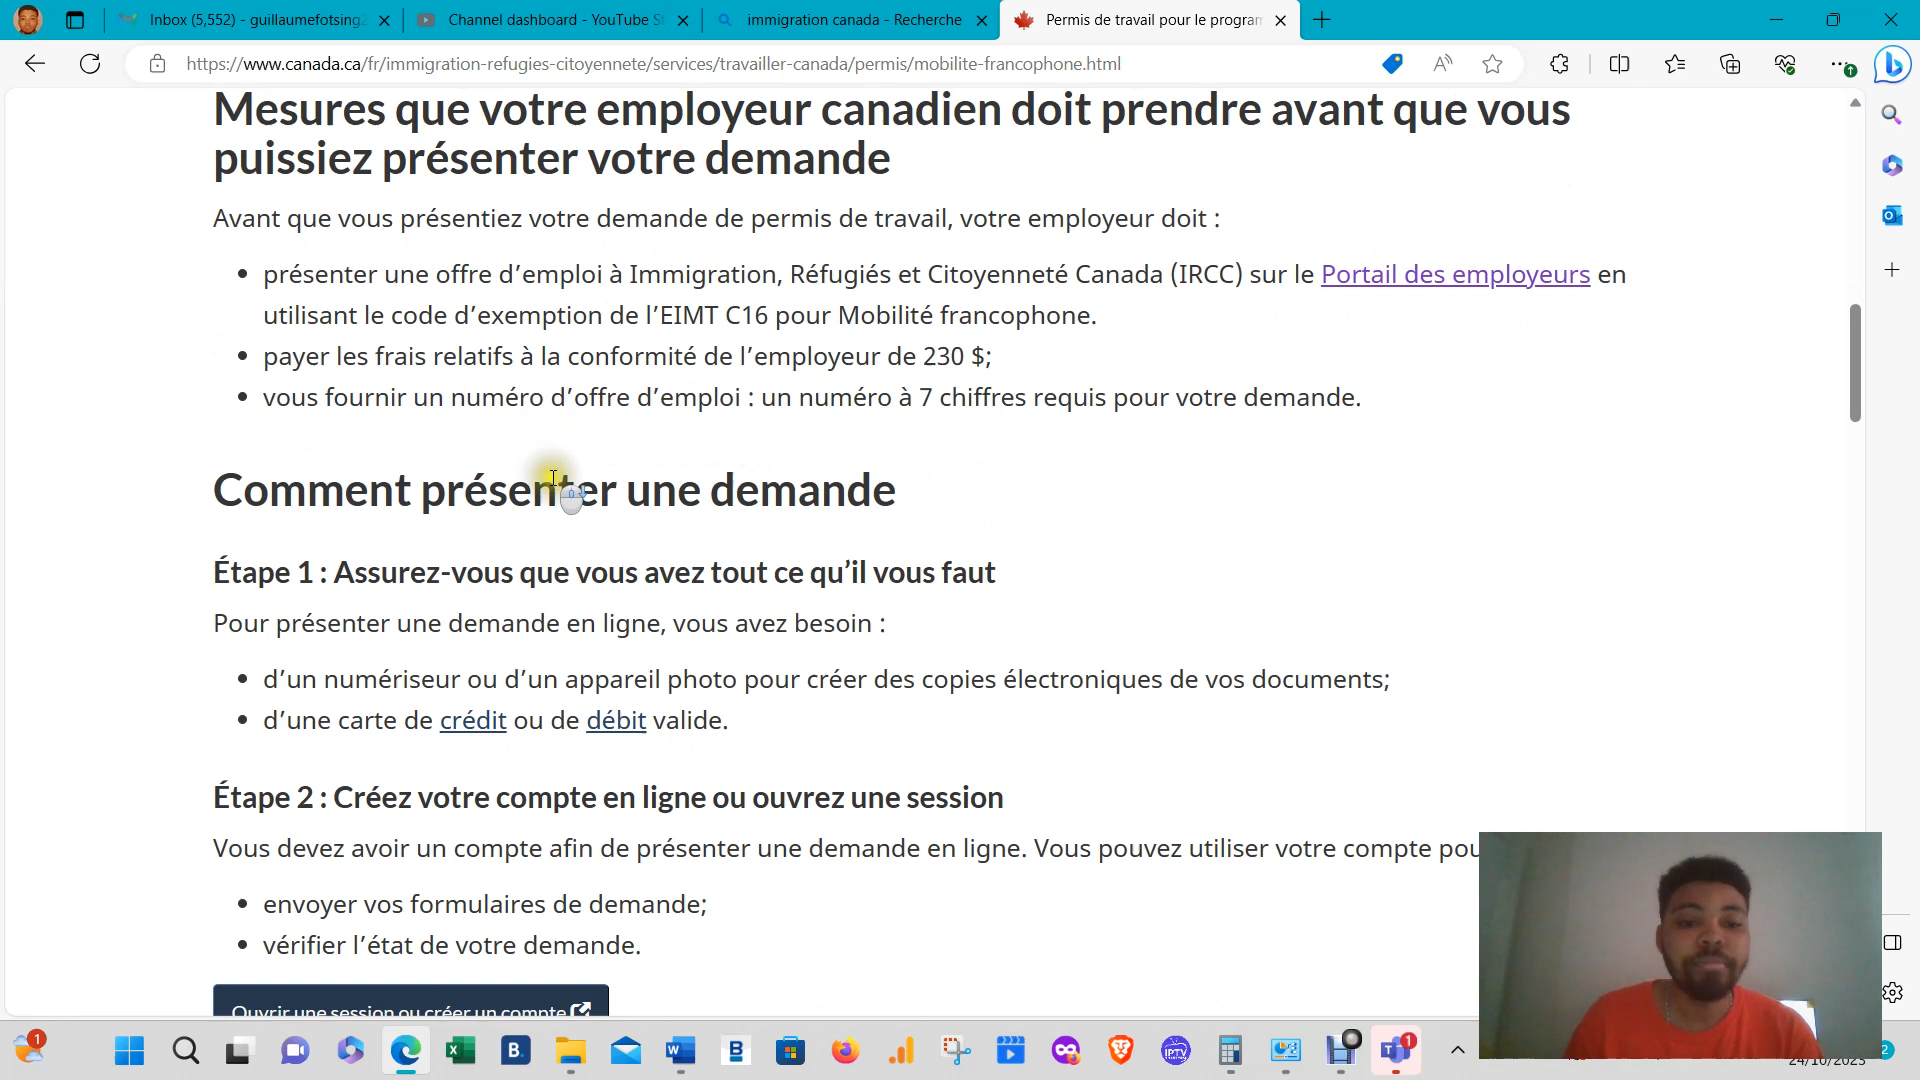 Inbox (5,552) - guillaumefotsing2
Channel dashboard - YouTube St
immigration canada - Recherche
Permis de travail pour le program
https://www.canada.ca/fr/immigration-refugies-citoyennete/services/travailler-canada/permis/mobilite-francophone.html
Mesures que votre employeur canadien doit prendre avant que vous
puissiez présenter votre demande
Avant que vous présentiez votre demande de permis de travail, votre employeur doit :
• présenter une offre d’emploi à Immigration, Réfugiés et Citoyenneté Canada (IRCC) sur le Portail des employeurs en
utilisant le code d’exemption de l’EIMT C16 pour Mobilité francophone.
• payer les frais relatifs à la conformité de l’employeur de 230 $;
• vous fournir un numéro d’offre d’emploi : un numéro à 7 chiffres requis pour votre demande.
Comment présenter une demande
Étape 1 : Assurez-vous que vous avez tout ce qu’il vous faut
Pour présenter une demande en ligne, vous avez besoin :
• d’un numériseur ou d’un appareil photo pour créer des copies électroniques de vos documents;
• d’une carte de crédit ou de débit valide.
Étape 2 : Créez votre compte en ligne ou ouvrez une session
Vous devez avoir un compte afin de présenter une demande en ligne. Vous pouvez utiliser votre compte pou
• envoyer vos formulaires de demande;
• vérifier l’état de votre demande.
Ouvrir une session ou créer un compte
24/10/2023